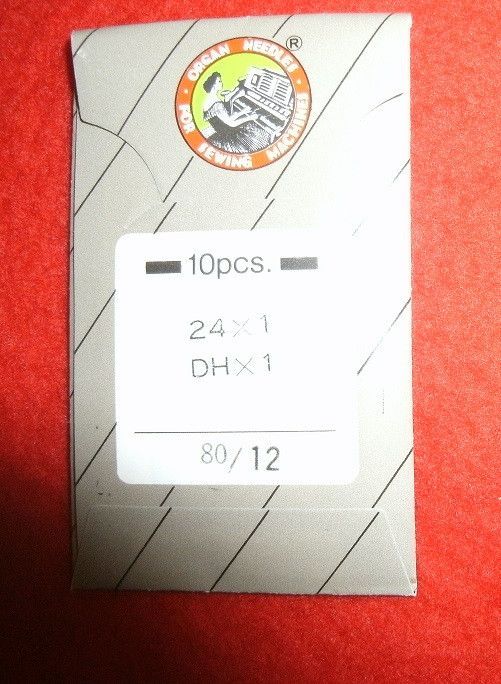 ORGAN NEEDLES
FOR SEWING MACHINES
®
10pcs.
24×1
DH×1
80/12